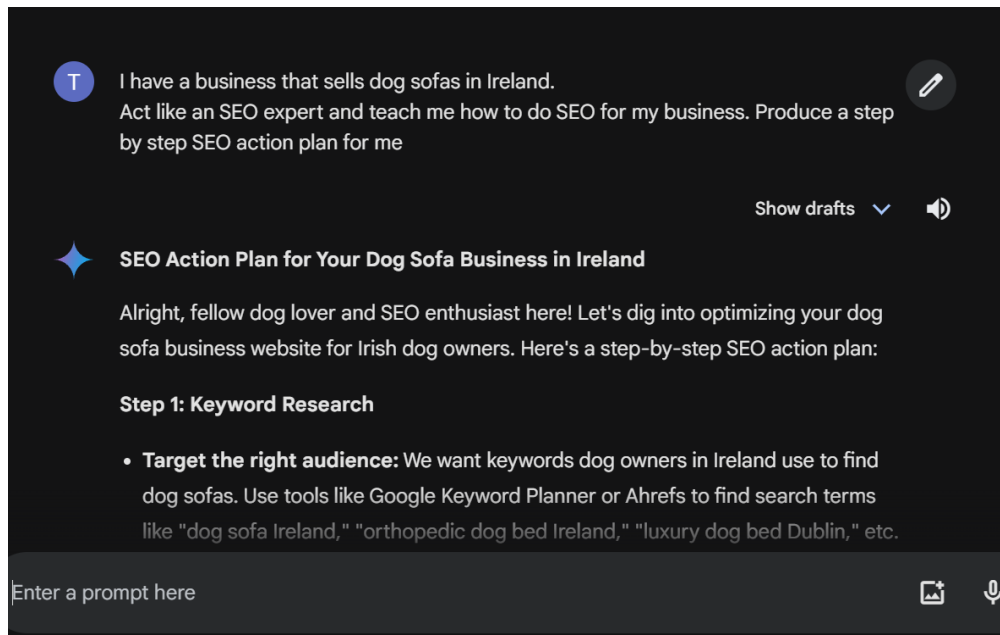 T
I have a business that sells dog sofas in Ireland.
Act like an SEO expert and teach me how to do SEO for my business. Produce a step
by step SEO action plan for me
Show drafts
SEO Action Plan for Your Dog Sofa Business in Ireland
Alright, fellow dog lover and SEO enthusiast here! Let's dig into optimizing your dog
sofa business website for Irish dog owners. Here's a step-by-step SEO action plan:
Step 1: Keyword Research
• Target the right audience: We want keywords dog owners in Ireland use to find
dog sofas. Use tools like Google Keyword Planner or Ahrefs to find search terms
like "dog sofa Ireland," "orthopedic dog bed Ireland," "luxury dog bed Dublin," etc.
Enter a prompt here